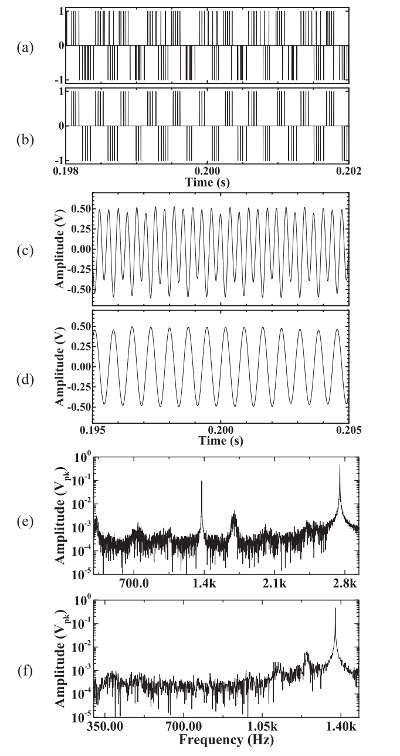 (a)
1
0
-1
(b)
1
0
-1
0.198 0.200 0.202
Time (s)
(c)
Amplitude (V)
0.50
0.25
0.00
-0.25
-0.50
(d)
Amplitude (V)
0.50
0.25
0.00
-0.25
-0.50
0.195 0.200 0.205
Time (s)
(e)
Amplitude (Vpk)
10^0
10^-1
10^-2
10^-3
10^-4
10^-5
700.0 1.4k 2.1k 2.8k
(f)
Amplitude (Vpk)
10^0
10^-1
10^-2
10^-3
10^-4
10^-5
350.00 700.00 1.05k 1.40k
Frequency (Hz)